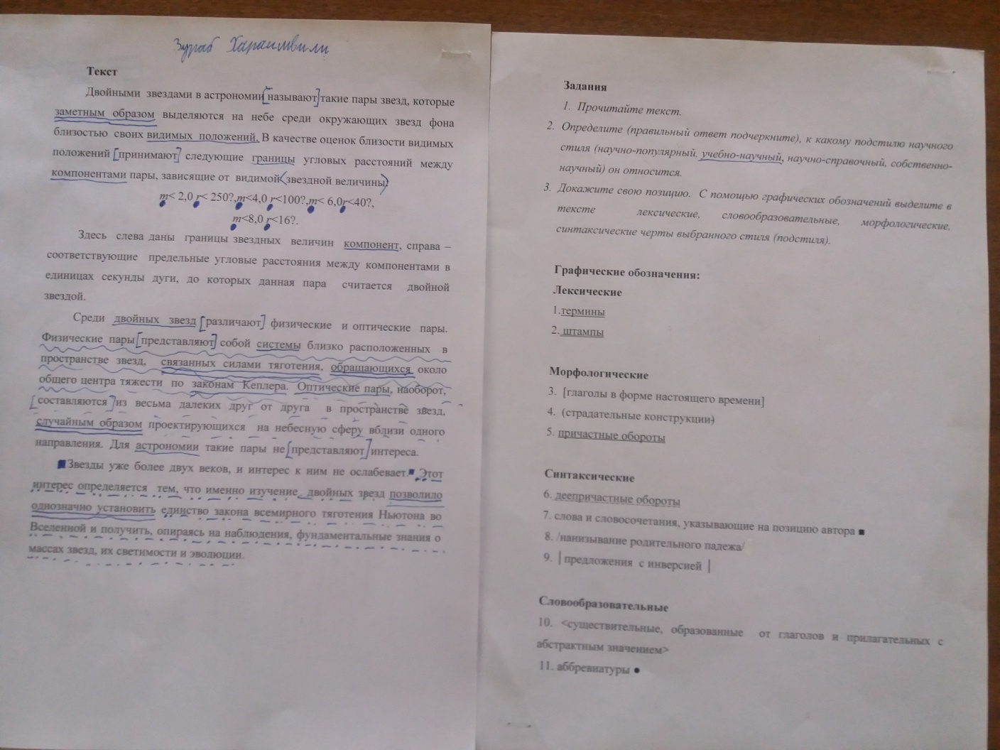 Зураб Хараимвили
Текст
Двойными звездами в астрономии [называют] такие пары звезд, которые
заметным образом выделяются на небе среди окружающих звезд фона
близостью своих видимых положений. В качестве оценок близости видимых
положений [принимают] следующие границы угловых расстояний между
компонентами пары, зависящие от видимой (звездной величины)
m< 2,0 r< 250?,m<4,0 r<100?,m< 6,0r<40?,
m<8,0 r<16?.
Здесь слева даны границы звездных величин компонент, справа –
соответствующие предельные угловые расстояния между компонентами в
единицах секунды дуги, до которых данная пара считается двойной
звездой.
Среди двойных звезд [различают] физические и оптические пары.
Физические пары [представляют] собой системы близко расположенных в
пространстве звезд, связанных силами тяготения, обращающихся около
общего центра тяжести по законам Кеплера. Оптические пары, наоборот,
[составляются] из весьма далеких друг от друга в пространстве звезд,
случайным образом проектирующихся на небесную сферу вблизи одного
направления. Для астрономии такие пары не [представляют] интереса.
■Звезды уже более двух веков, и интерес к ним не ослабевает.■ Этот
интерес определяется тем, что именно изучение двойных звезд позволило
однозначно установить единство закона всемирного тяготения Ньютона во
Вселенной и получить, опираясь на наблюдения, фундаментальные знания о
массах звезд, их светимости и эволюции.
Задания
1. Прочитайте текст.
2. Определите (правильный ответ подчеркните), к какому подстилю научного
стиля (научно-популярный, учебно-научный, научно-справочный, собственно-
научный) он относится.
3. Докажите свою позицию. С помощью графических обозначений выделите в
тексте лексические, словообразовательные, морфологические,
синтаксические черты выбранного стиля (подстиля).
Графические обозначения:
Лексические
1.термины
2. штампы
Морфологические
3. [глаголы в форме настоящего времени]
4. (страдательные конструкции)
5. причастные обороты
Синтаксические
6. деепричастные обороты
7. слова и словосочетания, указывающие на позицию автора ■
8. /нанизывание родительного падежа/
9. | предложения с инверсией |
Словообразовательные
10. <существительные, образованные от глаголов и прилагательных с
абстрактным значением>
11. аббревиатуры ●